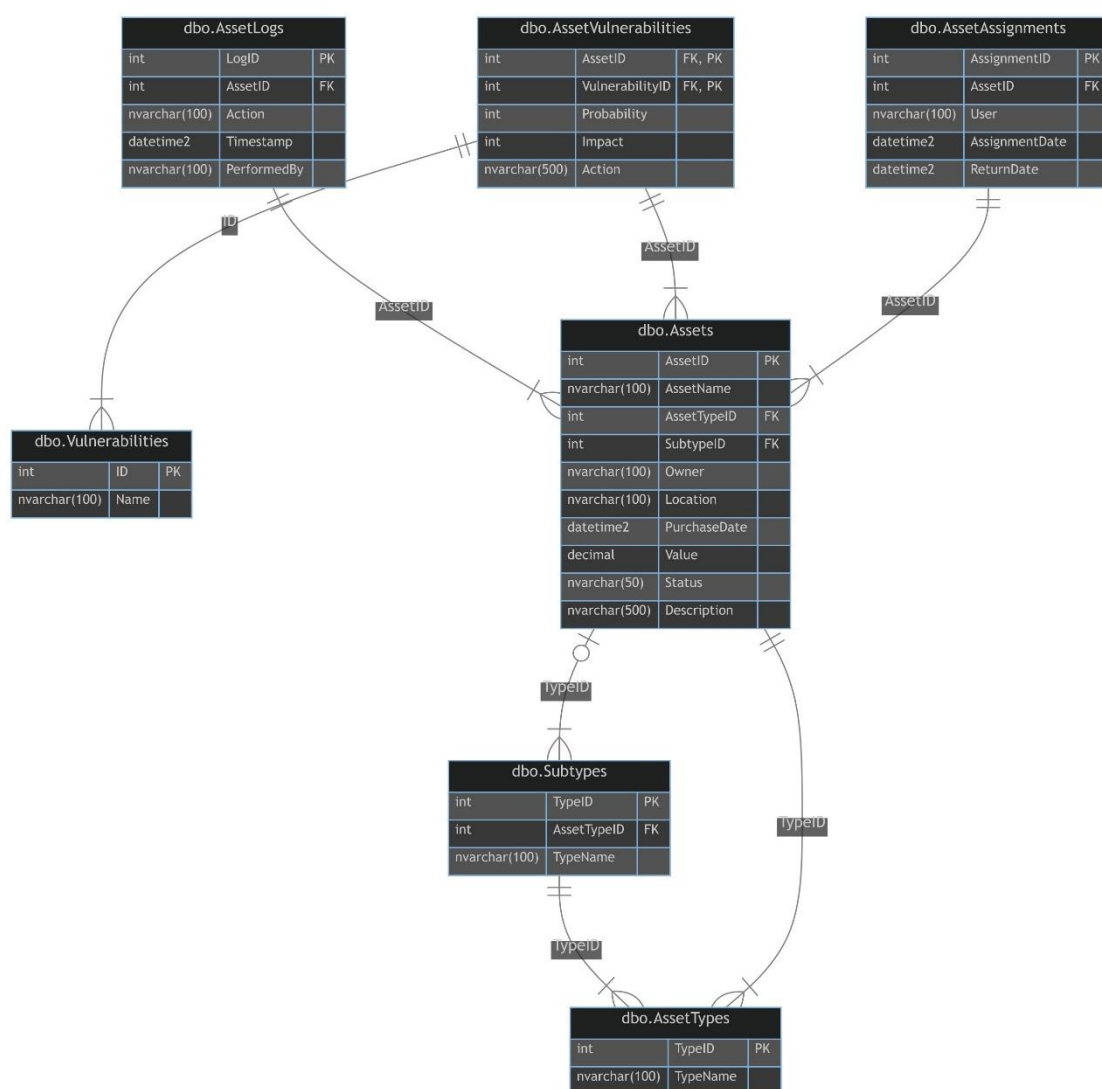 dbo.AssetLogs
int LogID PK
int AssetID FK
nvarchar(100) Action
datetime2 Timestamp
nvarchar(100) PerformedBy
dbo.AssetVulnerabilities
int AssetID FK, PK
int VulnerabilityID FK, PK
int Probability
int Impact
nvarchar(500) Action
dbo.AssetAssignments
int AssignmentID PK
int AssetID FK
nvarchar(100) User
datetime2 AssignmentDate
datetime2 ReturnDate
ID
AssetID
AssetID
AssetID
dbo.Vulnerabilities
int ID PK
nvarchar(100) Name
dbo.Assets
int AssetID PK
nvarchar(100) AssetName
int AssetTypeID FK
int SubtypeID FK
nvarchar(100) Owner
nvarchar(100) Location
datetime2 PurchaseDate
decimal Value
nvarchar(50) Status
nvarchar(500) Description
TypeID
dbo.Subtypes
int TypeID PK
int AssetTypeID FK
nvarchar(100) TypeName
TypeID
TypeID
dbo.AssetTypes
int TypeID PK
nvarchar(100) TypeName